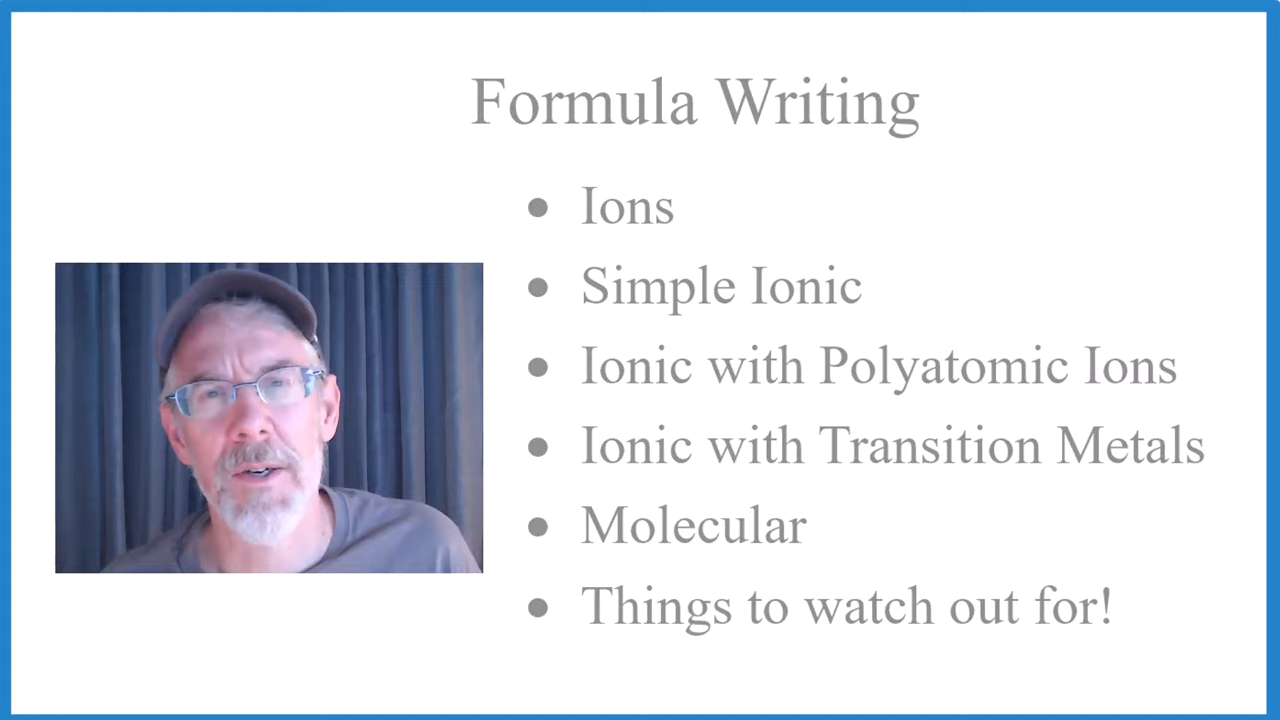 Formula Writing
• Ions
• Simple Ionic
• Ionic with Polyatomic Ions
• Ionic with Transition Metals
• Molecular
• Things to watch out for!